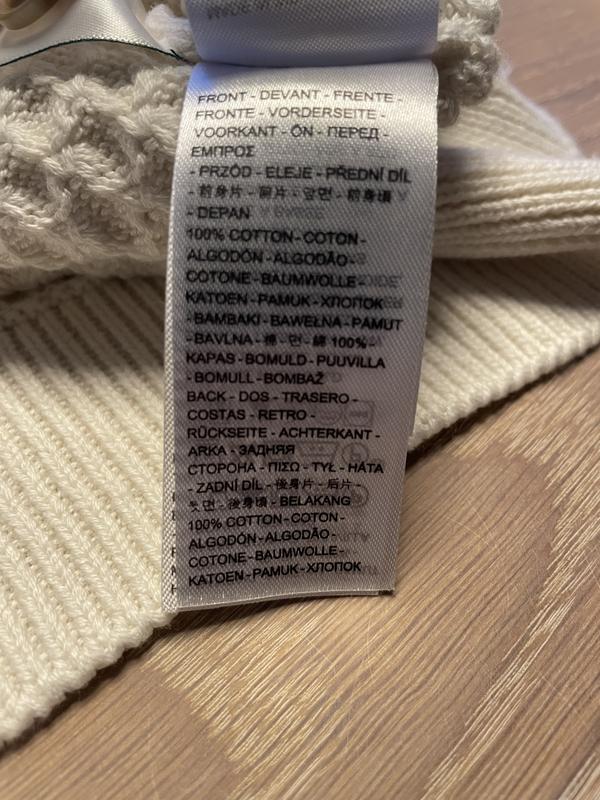 FRONT - DEVANT - FRENTE -
FRONTE - VORDERSEITE -
VOORKANT - ÖN - ПЕРЕД -
ΕΜΠΡΟΣ
- PRZÓD - ELEJE - PŘEDNÍ DÍL
- 前身片 - 前片 - 앞면 - 前身頃
- DEPAN
100% COTTON - COTON -
ALGODÓN - ALGODÃO -
COTONE - BAUMWOLLE -
KATOEN - PAMUK - ХЛОПОК
- BAMBAKI - BAWEŁNA - PAMUT
- BAVLNA - 棉 - 면 - 綿 100% -
KAPAS - BOMULD - PUUVILLA
- BOMULL - BOMBAŽ
BACK - DOS - TRASERO -
COSTAS - RETRO -
RÜCKSEITE - ACHTERKANT -
ARKA - ЗАДНЯЯ
СТОРОНА - ΠΙΣΩ - TYŁ - HÁTA
- ZADNÍ DÍL - 後身片 - 后片 -
뒷면 - 後身頃 - BELAKANG
100% COTTON - COTON -
ALGODÓN - ALGODÃO -
COTONE - BAUMWOLLE -
KATOEN - PAMUK - ХЛОПОК